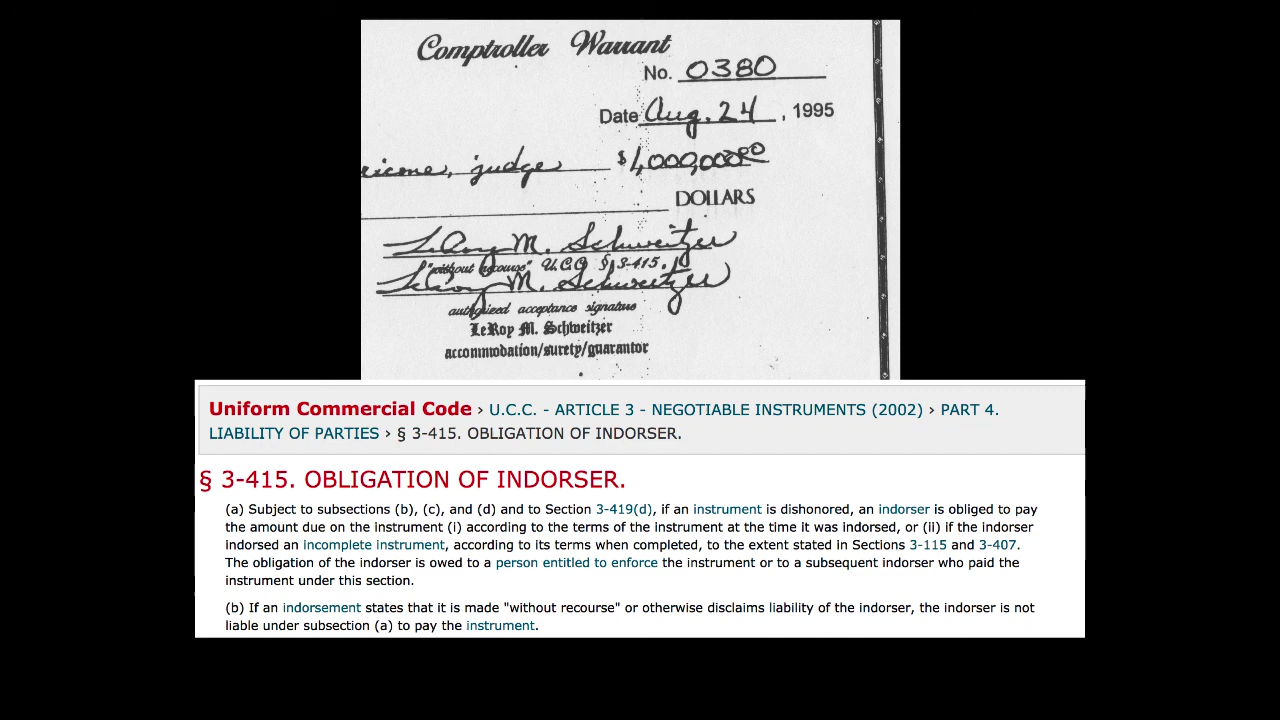 Comptroller Warrant
No. 0380
Date Aug. 24, 1995
judge $1,000,000.00
DOLLARS
LeRoy M. Schweitzer
"without recourse" U.C.C. § 3-415.
LeRoy M. Schweitzer
authorized acceptance signature
LeRoy M. Schweitzer
accommodation/surety/guarantor
Uniform Commercial Code › U.C.C. - ARTICLE 3 - NEGOTIABLE INSTRUMENTS (2002) › PART 4.
LIABILITY OF PARTIES › § 3-415. OBLIGATION OF INDORSER.
§ 3-415. OBLIGATION OF INDORSER.
(a) Subject to subsections (b), (c), and (d) and to Section 3-419(d), if an instrument is dishonored, an indorser is obliged to pay
the amount due on the instrument (i) according to the terms of the instrument at the time it was indorsed, or (ii) if the indorser
indorsed an incomplete instrument, according to its terms when completed, to the extent stated in Sections 3-115 and 3-407.
The obligation of the indorser is owed to a person entitled to enforce the instrument or to a subsequent indorser who paid the
instrument under this section.
(b) If an indorsement states that it is made "without recourse" or otherwise disclaims liability of the indorser, the indorser is not
liable under subsection (a) to pay the instrument.